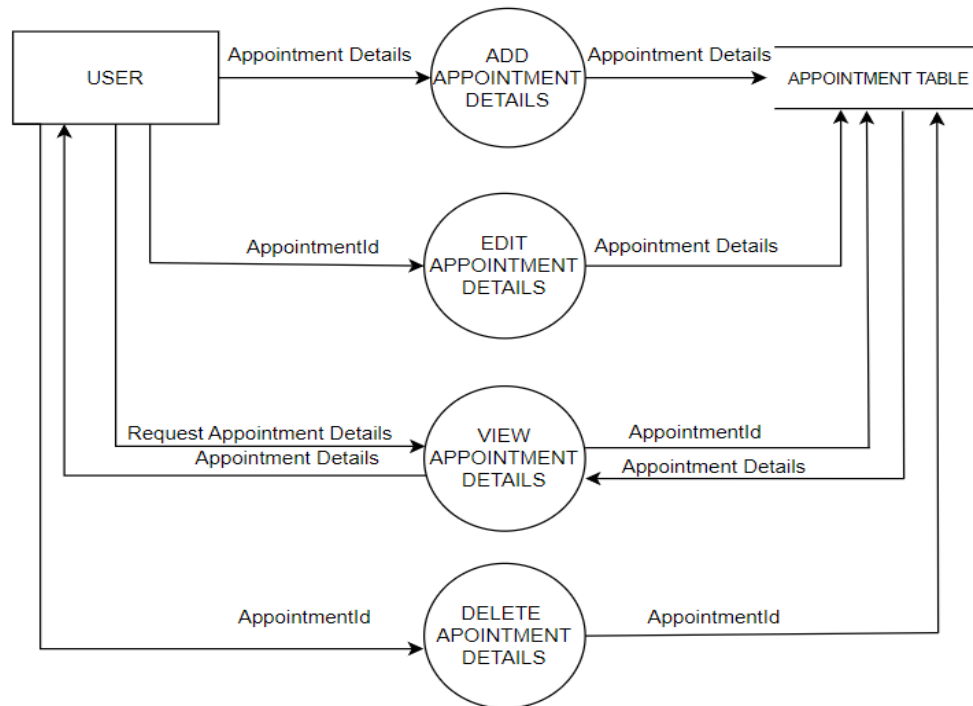 USER
Appointment Details
ADD
APPOINTMENT
DETAILS
Appointment Details
APPOINTMENT TABLE
AppointmentId
EDIT
APPOINTMENT
DETAILS
Appointment Details
Request Appointment Details
Appointment Details
VIEW
APPOINTMENT
DETAILS
AppointmentId
Appointment Details
AppointmentId
DELETE
APOINTMENT
DETAILS
AppointmentId